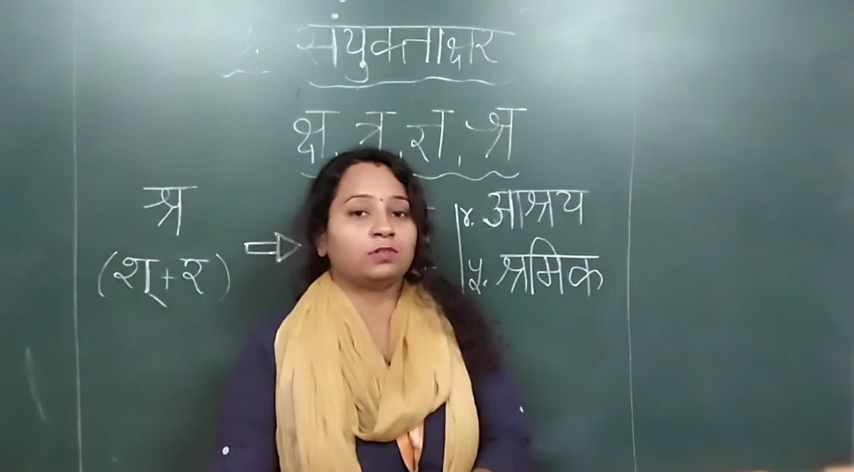 संयुक्ताक्षर
क्ष, त्र, ज्ञ, श्र
श्र
(श्+र)
४. आश्रय
५. श्रमिक